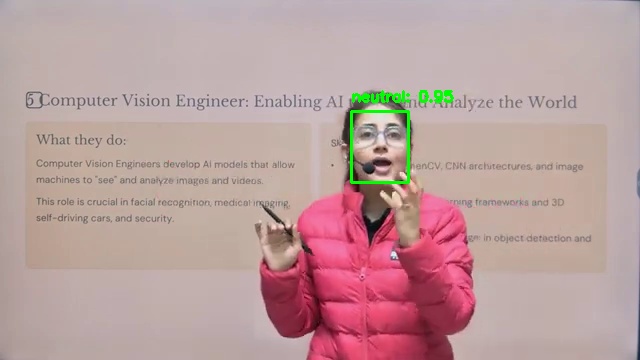 5 Computer Vision Engineer: Enabling AI and Analyze the World
neutral: 0.95
What they do:
Computer Vision Engineers develop AI models that allow
machines to "see" and analyze images and videos.
This role is crucial in facial recognition, medical imaging,
self-driving cars, and security.
CNN architectures, and image
frameworks and 3D
in object detection and